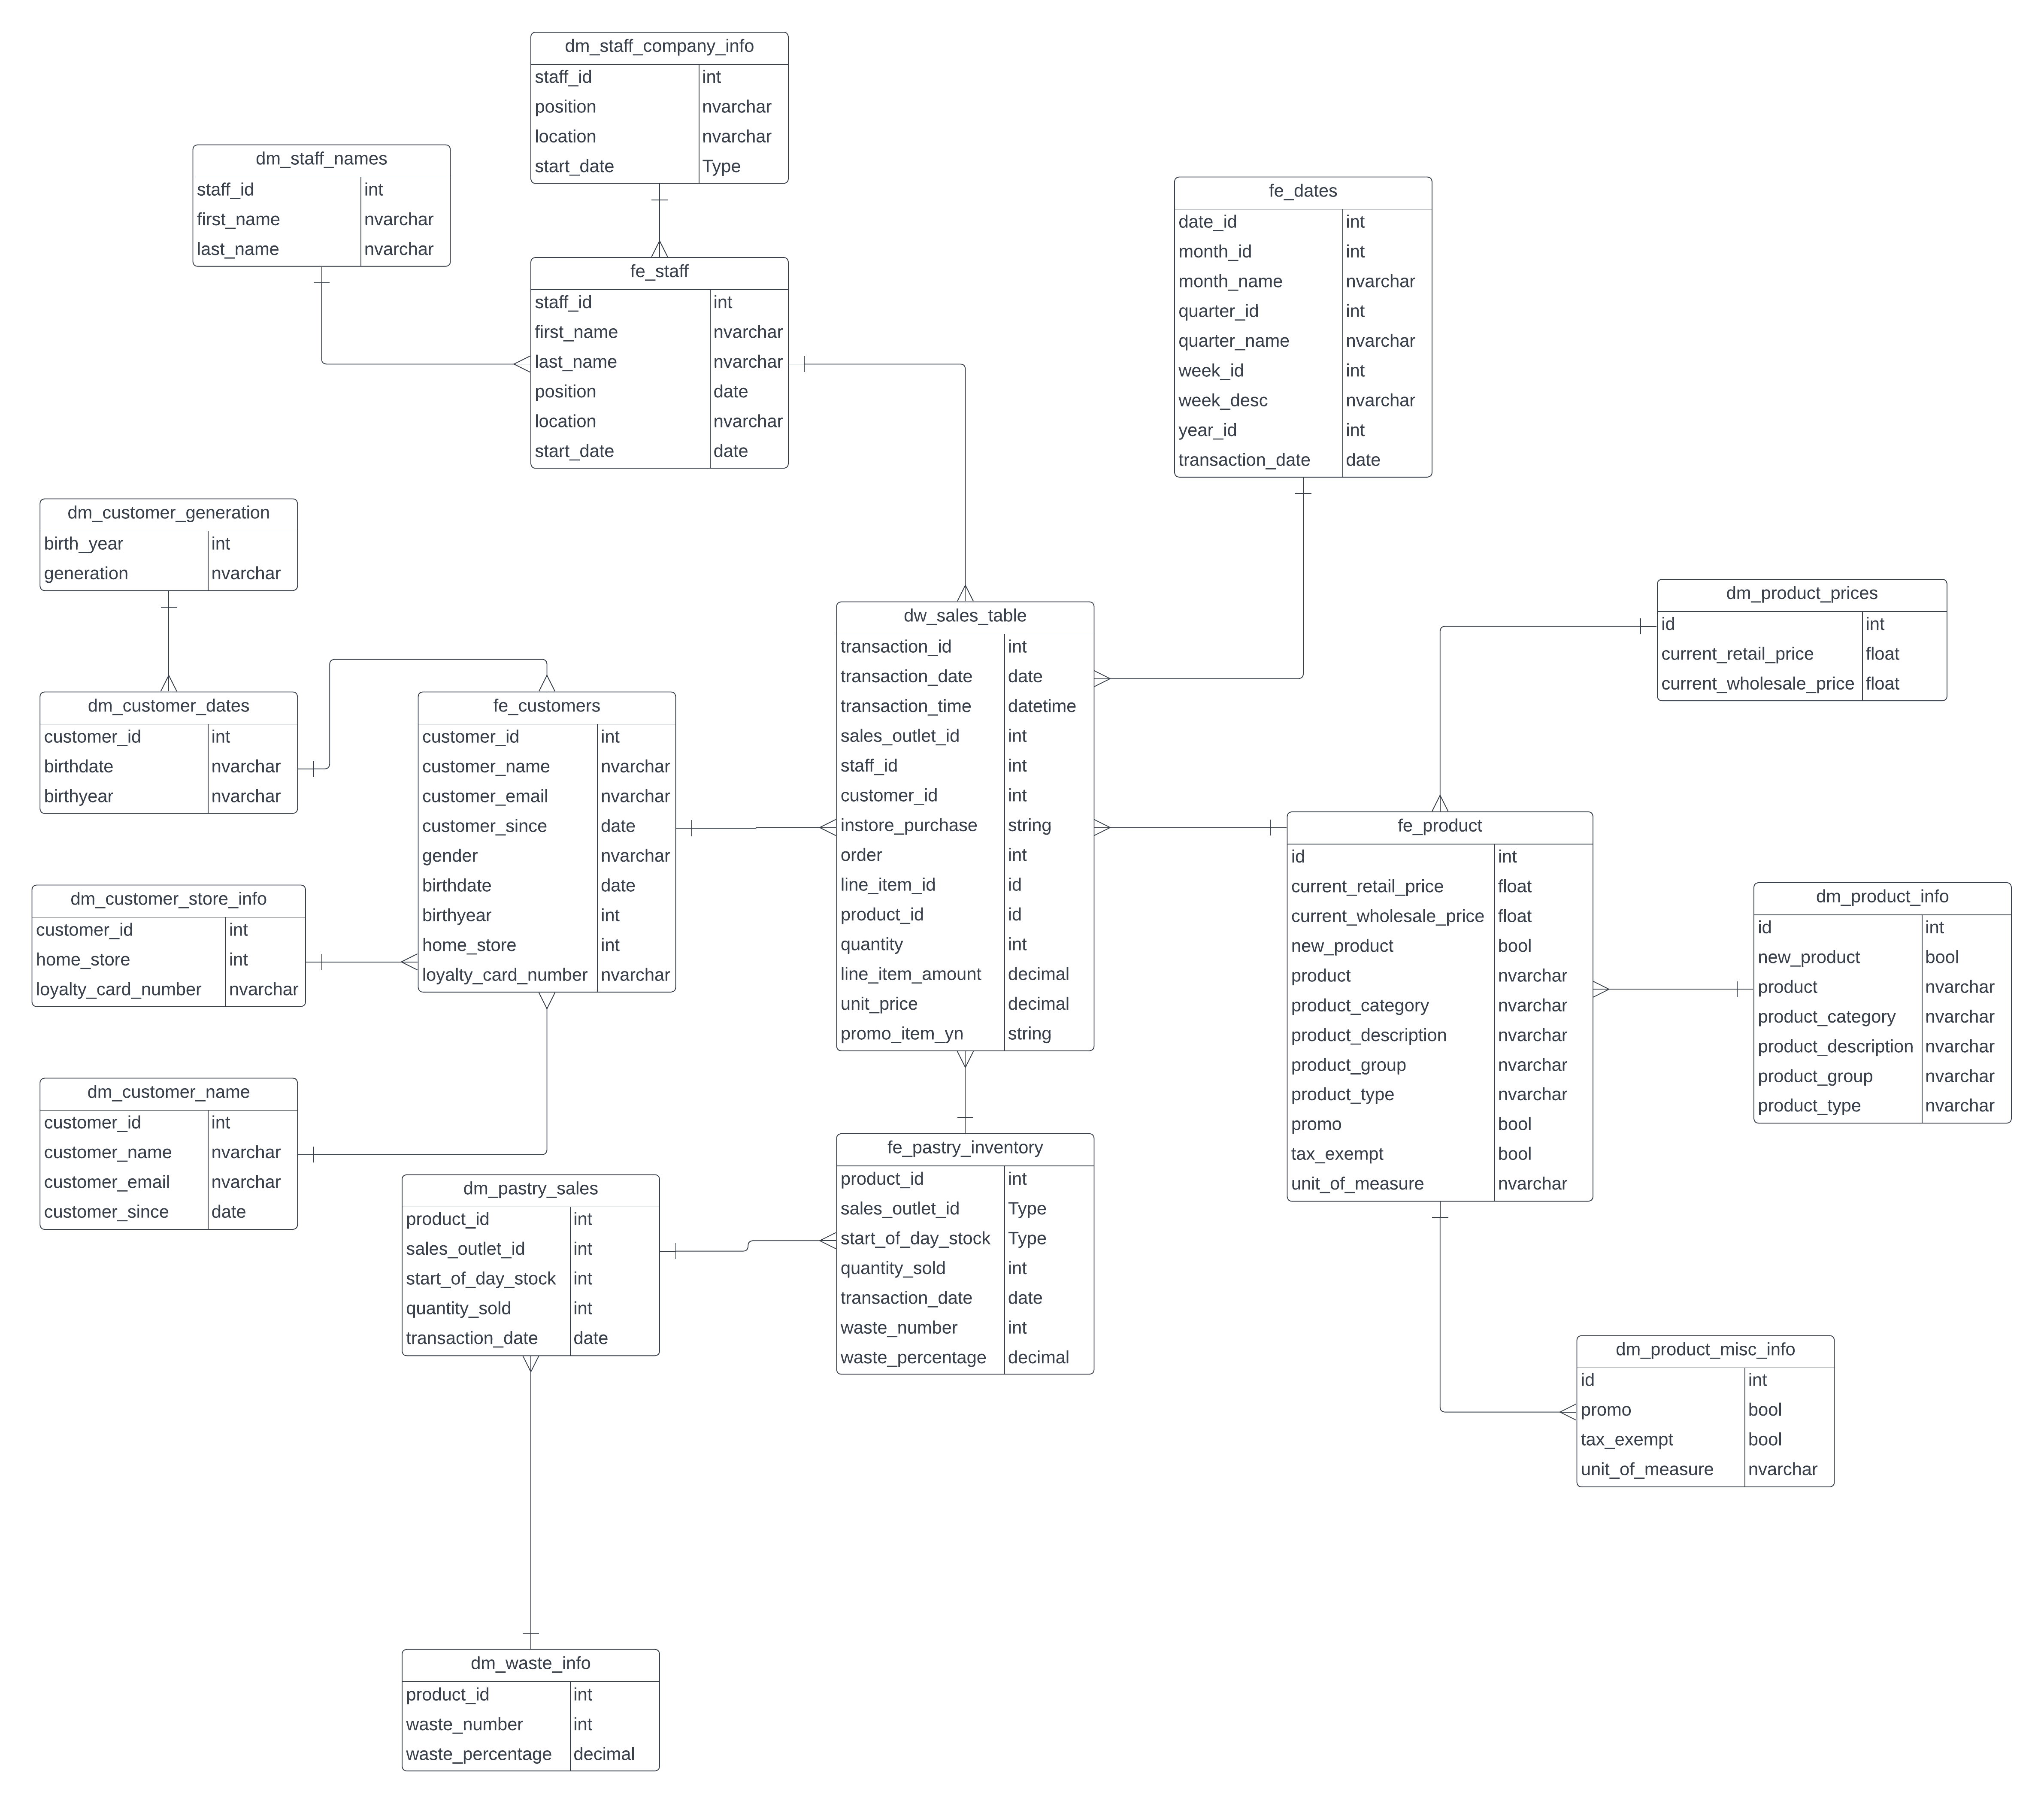 dm_staff_company_info
staff_id int
position nvarchar
location nvarchar
start_date Type
dm_staff_names
staff_id int
first_name nvarchar
last_name nvarchar
fe_staff
staff_id int
first_name nvarchar
last_name nvarchar
position date
location nvarchar
start_date date
fe_dates
date_id int
month_id int
month_name nvarchar
quarter_id int
quarter_name nvarchar
week_id int
week_desc nvarchar
year_id int
transaction_date date
dm_customer_generation
birth_year int
generation nvarchar
dm_customer_dates
customer_id int
birthdate nvarchar
birthyear nvarchar
fe_customers
customer_id int
customer_name nvarchar
customer_email nvarchar
customer_since date
gender nvarchar
birthdate date
birthyear int
home_store int
loyalty_card_number nvarchar
dw_sales_table
transaction_id int
transaction_date date
transaction_time datetime
sales_outlet_id int
staff_id int
customer_id int
instore_purchase string
order int
line_item_id id
product_id id
quantity int
line_item_amount decimal
unit_price decimal
promo_item_yn string
dm_product_prices
id int
current_retail_price float
current_wholesale_price float
fe_product
id int
current_retail_price float
current_wholesale_price float
new_product bool
product nvarchar
product_category nvarchar
product_description nvarchar
product_group nvarchar
product_type nvarchar
promo bool
tax_exempt bool
unit_of_measure nvarchar
dm_product_info
id int
new_product bool
product nvarchar
product_category nvarchar
product_description nvarchar
product_group nvarchar
product_type nvarchar
dm_customer_store_info
customer_id int
home_store int
loyalty_card_number nvarchar
dm_customer_name
customer_id int
customer_name nvarchar
customer_email nvarchar
customer_since date
dm_pastry_sales
product_id int
sales_outlet_id int
start_of_day_stock int
quantity_sold int
transaction_date date
fe_pastry_inventory
product_id int
sales_outlet_id Type
start_of_day_stock Type
quantity_sold int
transaction_date date
waste_number int
waste_percentage decimal
dm_product_misc_info
id int
promo bool
tax_exempt bool
unit_of_measure nvarchar
dm_waste_info
product_id int
waste_number int
waste_percentage decimal